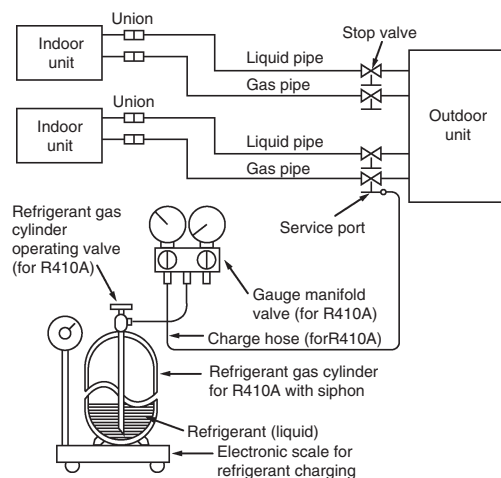 Union
Stop valve
Indoor
unit
Liquid pipe
Gas pipe
Union
Indoor
unit
Liquid pipe
Gas pipe
Outdoor
unit
Service port
Refrigerant gas
cylinder
operating valve
(for R410A)
Gauge manifold
valve (for R410A)
Charge hose (forR410A)
Refrigerant gas cylinder
for R410A with siphon
Refrigerant (liquid)
Electronic scale for
refrigerant charging